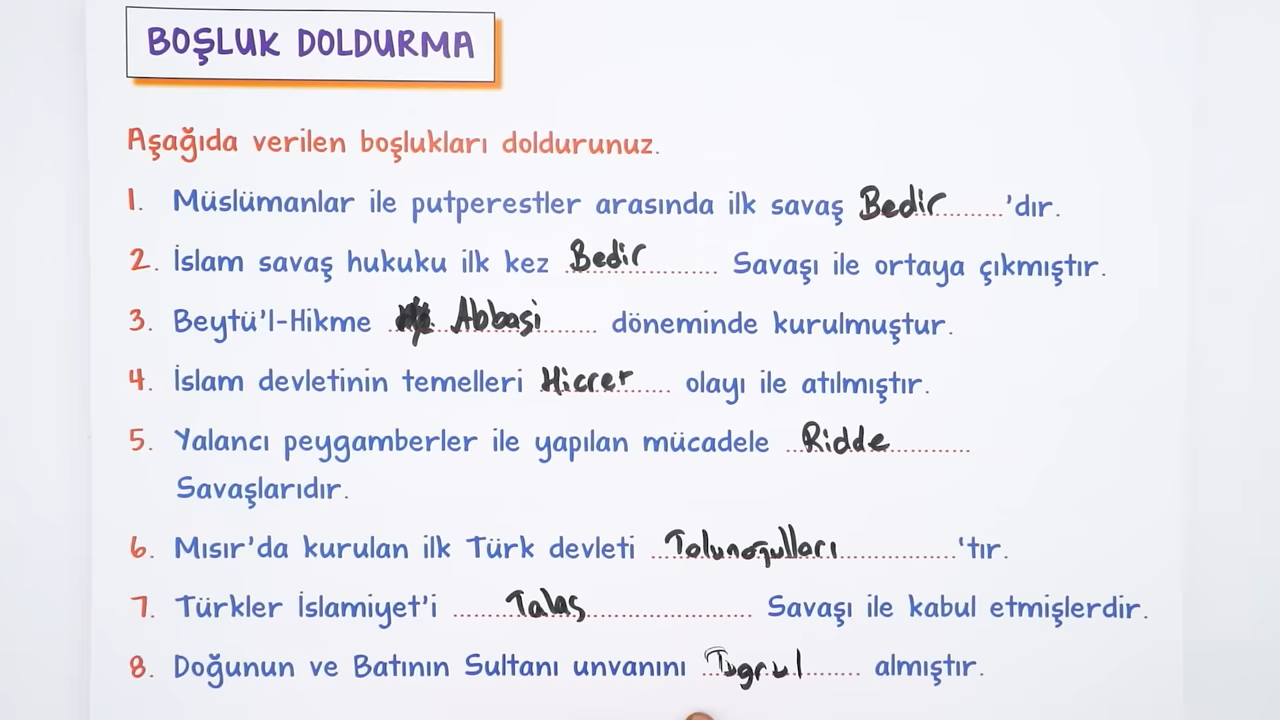 BOŞLUK DOLDURMA
Aşağıda verilen boşlukları doldurunuz.
1. Müslümanlar ile putperestler arasında ilk savaş Bedir ........'dır.
2. İslam savaş hukuku ilk kez Bedir ........ Savaşı ile ortaya çıkmıştır.
3. Beytü'l-Hikme ... Abbasi ........ döneminde kurulmuştur.
4. İslam devletinin temelleri Hicret ..... olayı ile atılmıştır.
5. Yalancı peygamberler ile yapılan mücadele ..Ridde...........
Savaşlarıdır.
6. Mısır'da kurulan ilk Türk devleti ..Tolunoğulları................'tır.
7. Türkler İslamiyet'i ........Talas....................... Savaşı ile kabul etmişlerdir.
8. Doğunun ve Batının Sultanı unvanını ..Tugrul........ almıştır.